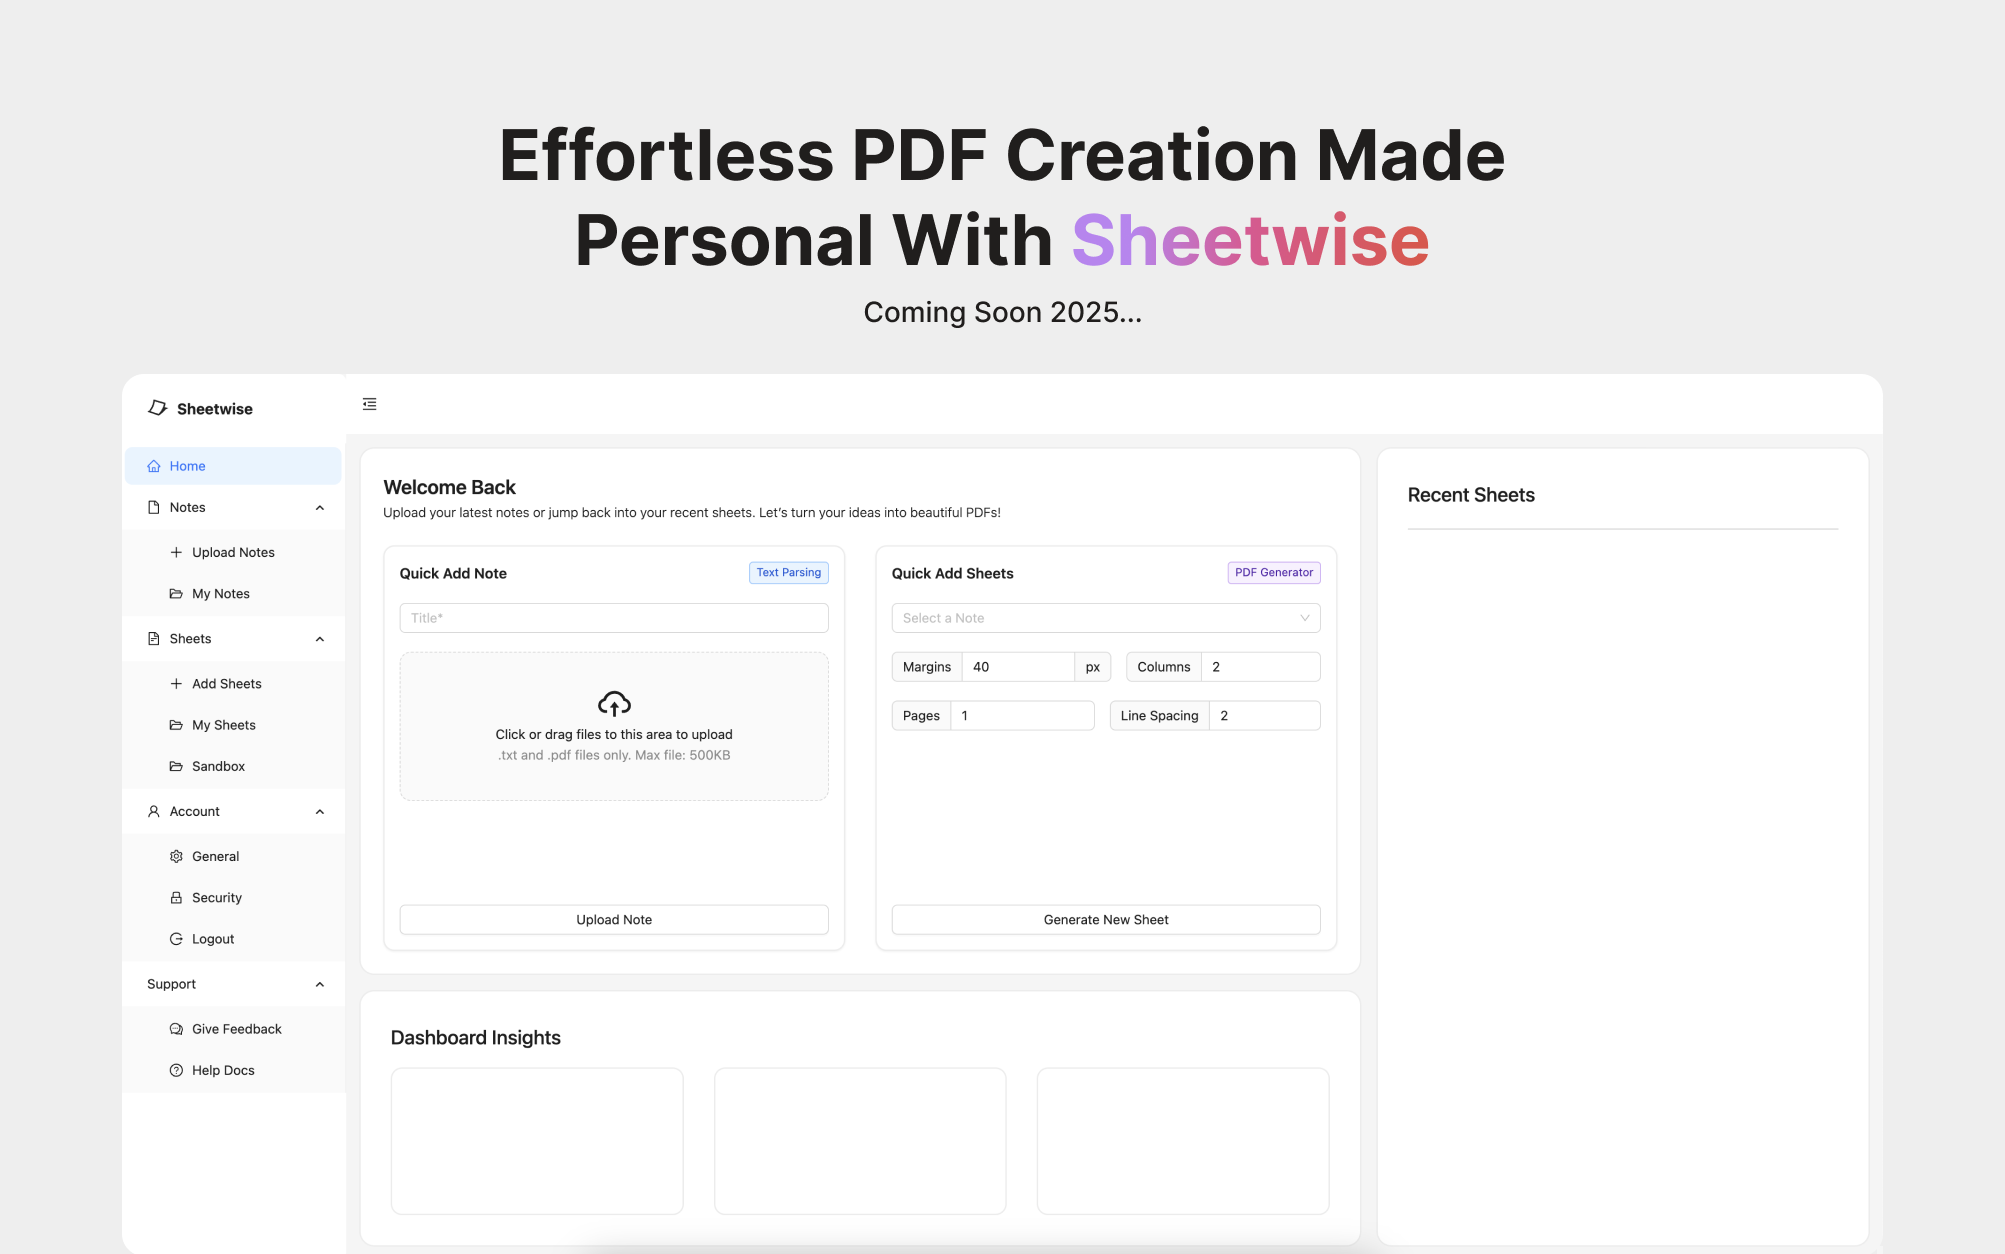 Effortless PDF Creation Made
Personal With Sheetwise
Coming Soon 2025...
Sheetwise
Home
Notes
Upload Notes
My Notes
Sheets
Add Sheets
My Sheets
Sandbox
Account
General
Security
Logout
Support
Give Feedback
Help Docs
Welcome Back
Upload your latest notes or jump back into your recent sheets. Let's turn your ideas into beautiful PDFs!
Quick Add Note
Text Parsing
Title*
Click or drag files to this area to upload
.txt and .pdf files only. Max file: 500KB
Upload Note
Quick Add Sheets
PDF Generator
Select a Note
Margins 40 px
Columns 2
Pages 1
Line Spacing 2
Generate New Sheet
Dashboard Insights
Recent Sheets